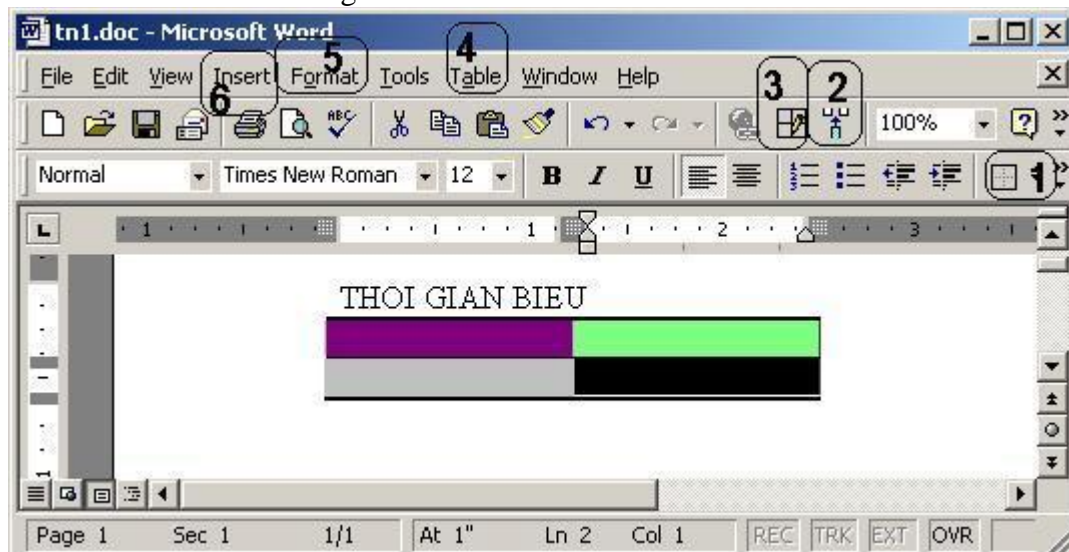 tn1.doc - Microsoft Word
File Edit View Insert Format Tools Table Window Help
6 5 4 3 2
ABC 100%
Normal Times New Roman 12 B I U 1
1 1 2 3
THOI GIAN BIEU
1
Page 1 Sec 1 1/1 At 1" Ln 2 Col 1 REC TRK EXT OVR